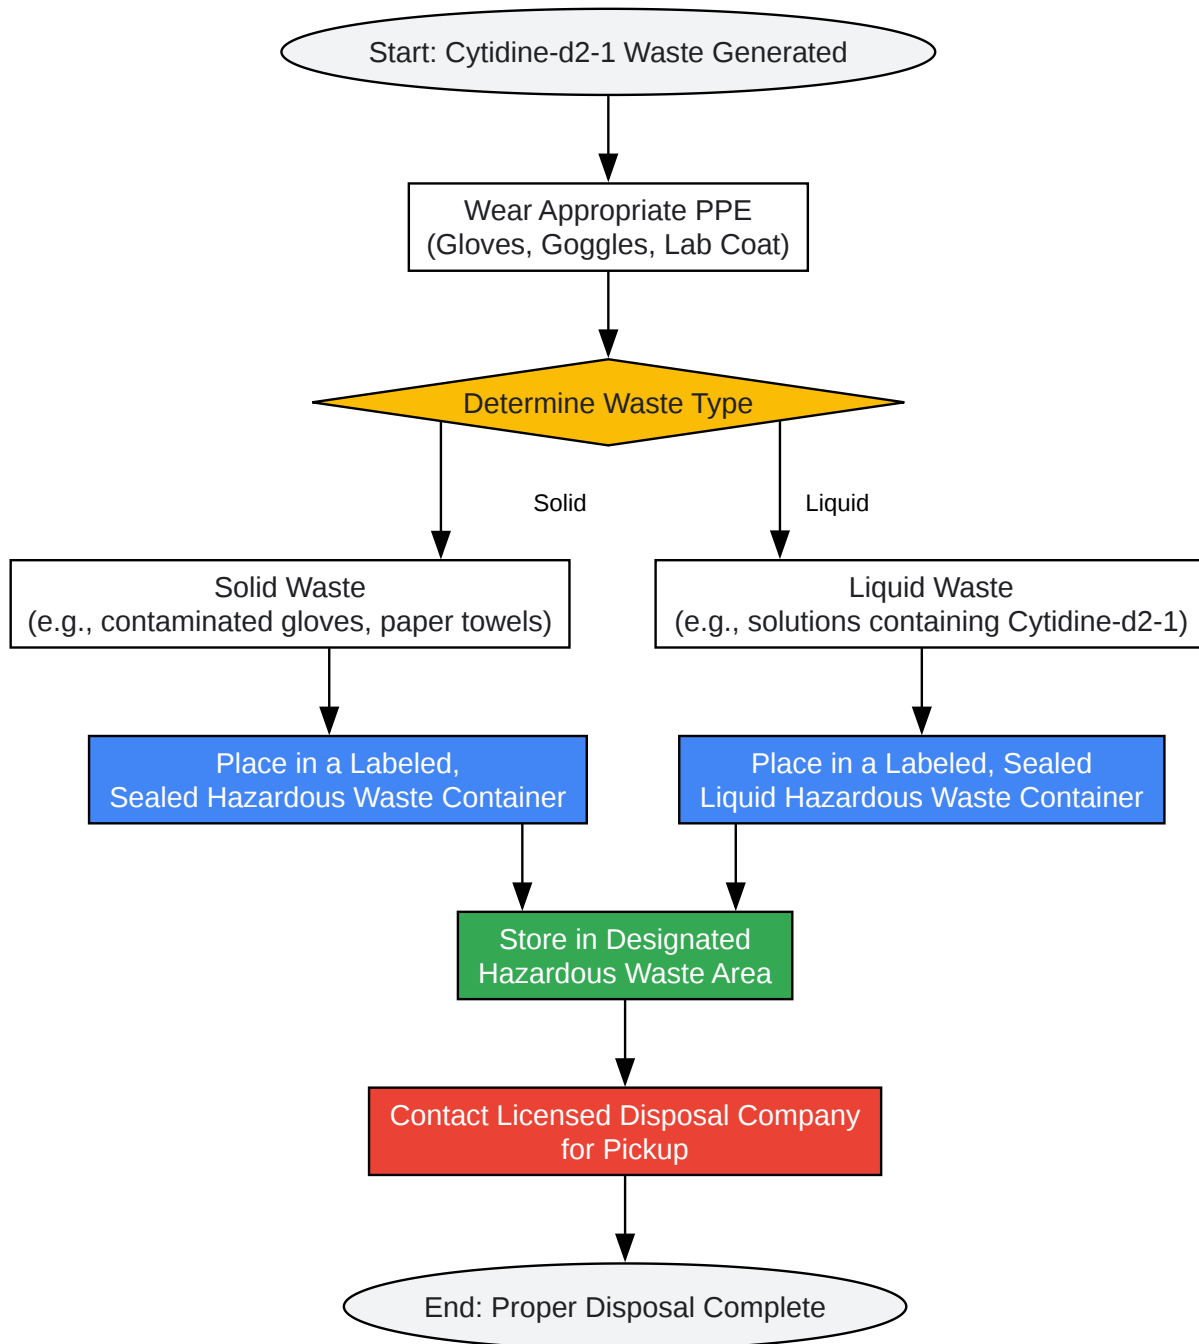 Start: Cytidine-d2-1 Waste Generated
Wear Appropriate PPE
(Gloves, Goggles, Lab Coat)
Determine Waste Type
Solid
Liquid
Solid Waste
(e.g., contaminated gloves, paper towels)
Liquid Waste
(e.g., solutions containing Cytidine-d2-1)
Place in a Labeled,
Sealed Hazardous Waste Container
Place in a Labeled, Sealed
Liquid Hazardous Waste Container
Store in Designated
Hazardous Waste Area
Contact Licensed Disposal Company
for Pickup
End: Proper Disposal Complete